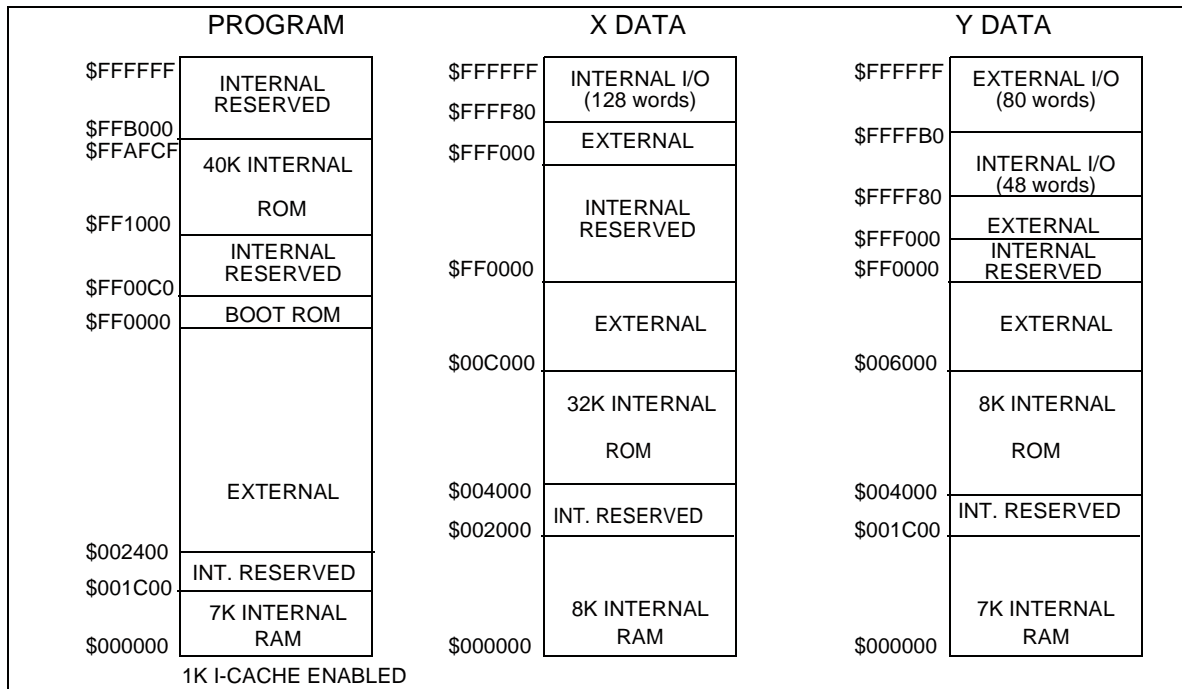 PROGRAM
$FFFFFF
INTERNAL
RESERVED
$FFB000
$FFAFCF
40K INTERNAL
ROM
$FF1000
INTERNAL
RESERVED
$FF00C0
BOOT ROM
$FF0000
EXTERNAL
$002400
INT. RESERVED
$001C00
7K INTERNAL
RAM
$000000
1K I-CACHE ENABLED
X DATA
$FFFFFF
INTERNAL I/O
(128 words)
$FFFF80
EXTERNAL
$FFF000
INTERNAL
RESERVED
$FF0000
EXTERNAL
$00C000
32K INTERNAL
ROM
$004000
INT. RESERVED
$002000
8K INTERNAL
RAM
$000000
Y DATA
$FFFFFF
EXTERNAL I/O
(80 words)
$FFFFB0
INTERNAL I/O
(48 words)
$FFFF80
EXTERNAL
$FFF000
INTERNAL
RESERVED
$FF0000
EXTERNAL
$006000
8K INTERNAL
ROM
$004000
INT. RESERVED
$001C00
7K INTERNAL
RAM
$000000